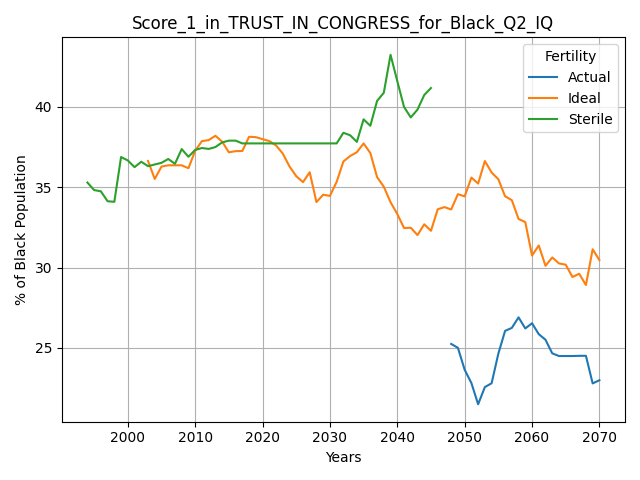 Score_1_in_TRUST_IN_CONGRESS_for_Black_Q2_IQ
Fertility
Actual
Ideal
Sterile
% of Black Population
40
35
30
25
2000 2010 2020 2030 2040 2050 2060 2070
Years